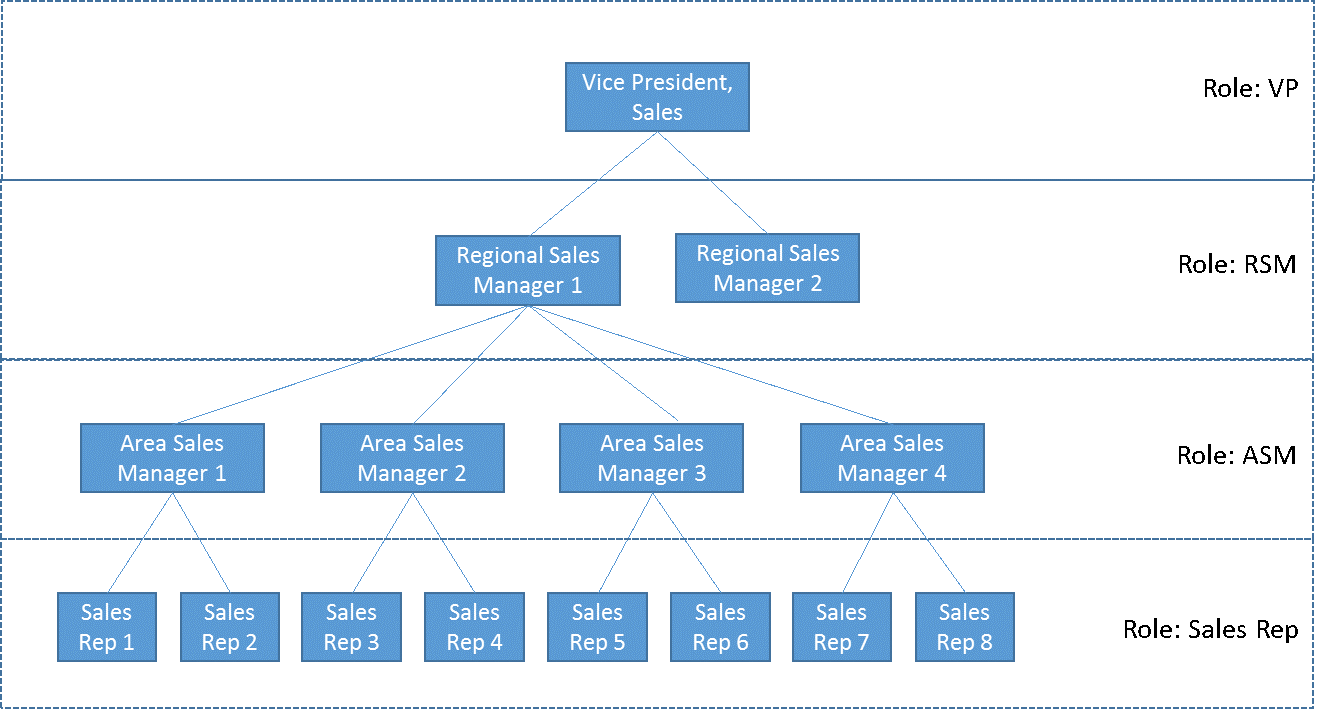 Vice President,
Sales
Role: VP
Regional Sales
Manager 1
Regional Sales
Manager 2
Role: RSM
Area Sales
Manager 1
Area Sales
Manager 2
Area Sales
Manager 3
Area Sales
Manager 4
Role: ASM
Sales
Rep 1
Sales
Rep 2
Sales
Rep 3
Sales
Rep 4
Sales
Rep 5
Sales
Rep 6
Sales
Rep 7
Sales
Rep 8
Role: Sales Rep